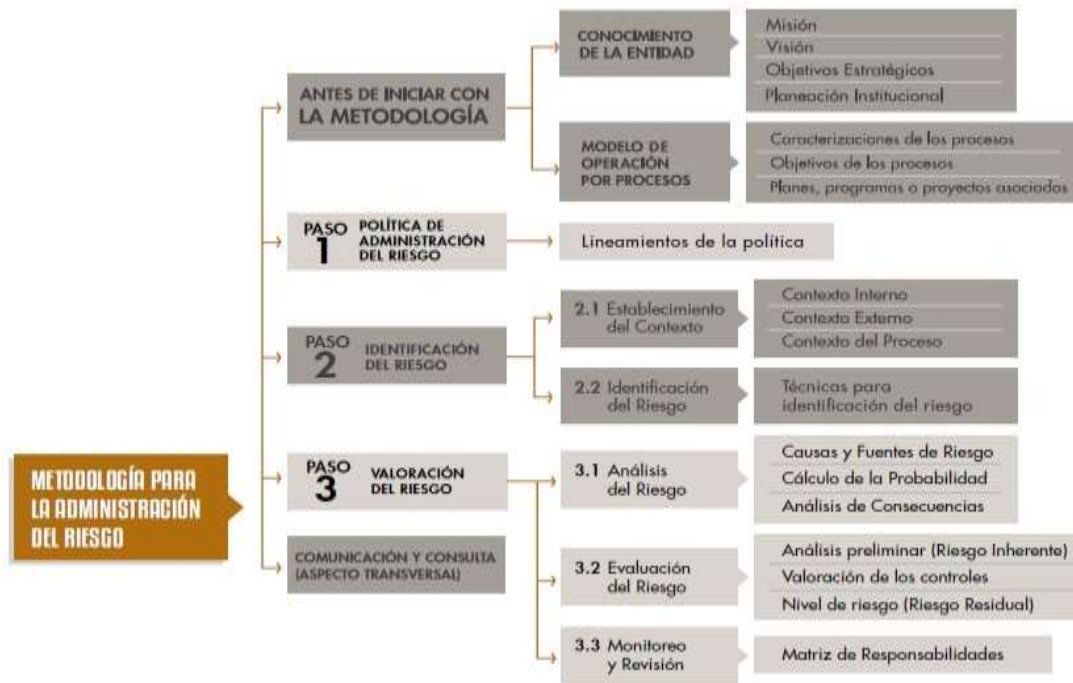 METODOLOGÍA PARA
LA ADMINISTRACIÓN
DEL RIESGO
ANTES DE INICIAR CON
LA METODOLOGÍA
CONOCIMIENTO
DE LA ENTIDAD
Misión
Visión
Objetivos Estratégicos
Planeación Institucional
MODELO DE
OPERACIÓN
POR PROCESOS
Caracterizaciones de los procesos
Objetivos de los procesos
Planes, programas o proyectos asociados
PASO
1
POLÍTICA DE
ADMINISTRACIÓN
DEL RIESGO
Lineamientos de la política
PASO
2
IDENTIFICACIÓN
DEL RIESGO
2.1 Establecimiento
del Contexto
Contexto Interno
Contexto Externo
Contexto del Proceso
2.2 Identificación
del Riesgo
Técnicas para
identificación del riesgo
PASO
3
VALORACIÓN
DEL RIESGO
3.1 Análisis
del Riesgo
Causas y Fuentes de Riesgo
Cálculo de la Probabilidad
Análisis de Consecuencias
3.2 Evaluación
del Riesgo
Análisis preliminar (Riesgo Inherente)
Valoración de los controles
Nivel de riesgo (Riesgo Residual)
3.3 Monitoreo
y Revisión
Matriz de Responsabilidades
COMUNICACIÓN Y CONSULTA
(ASPECTO TRANSVERSAL)